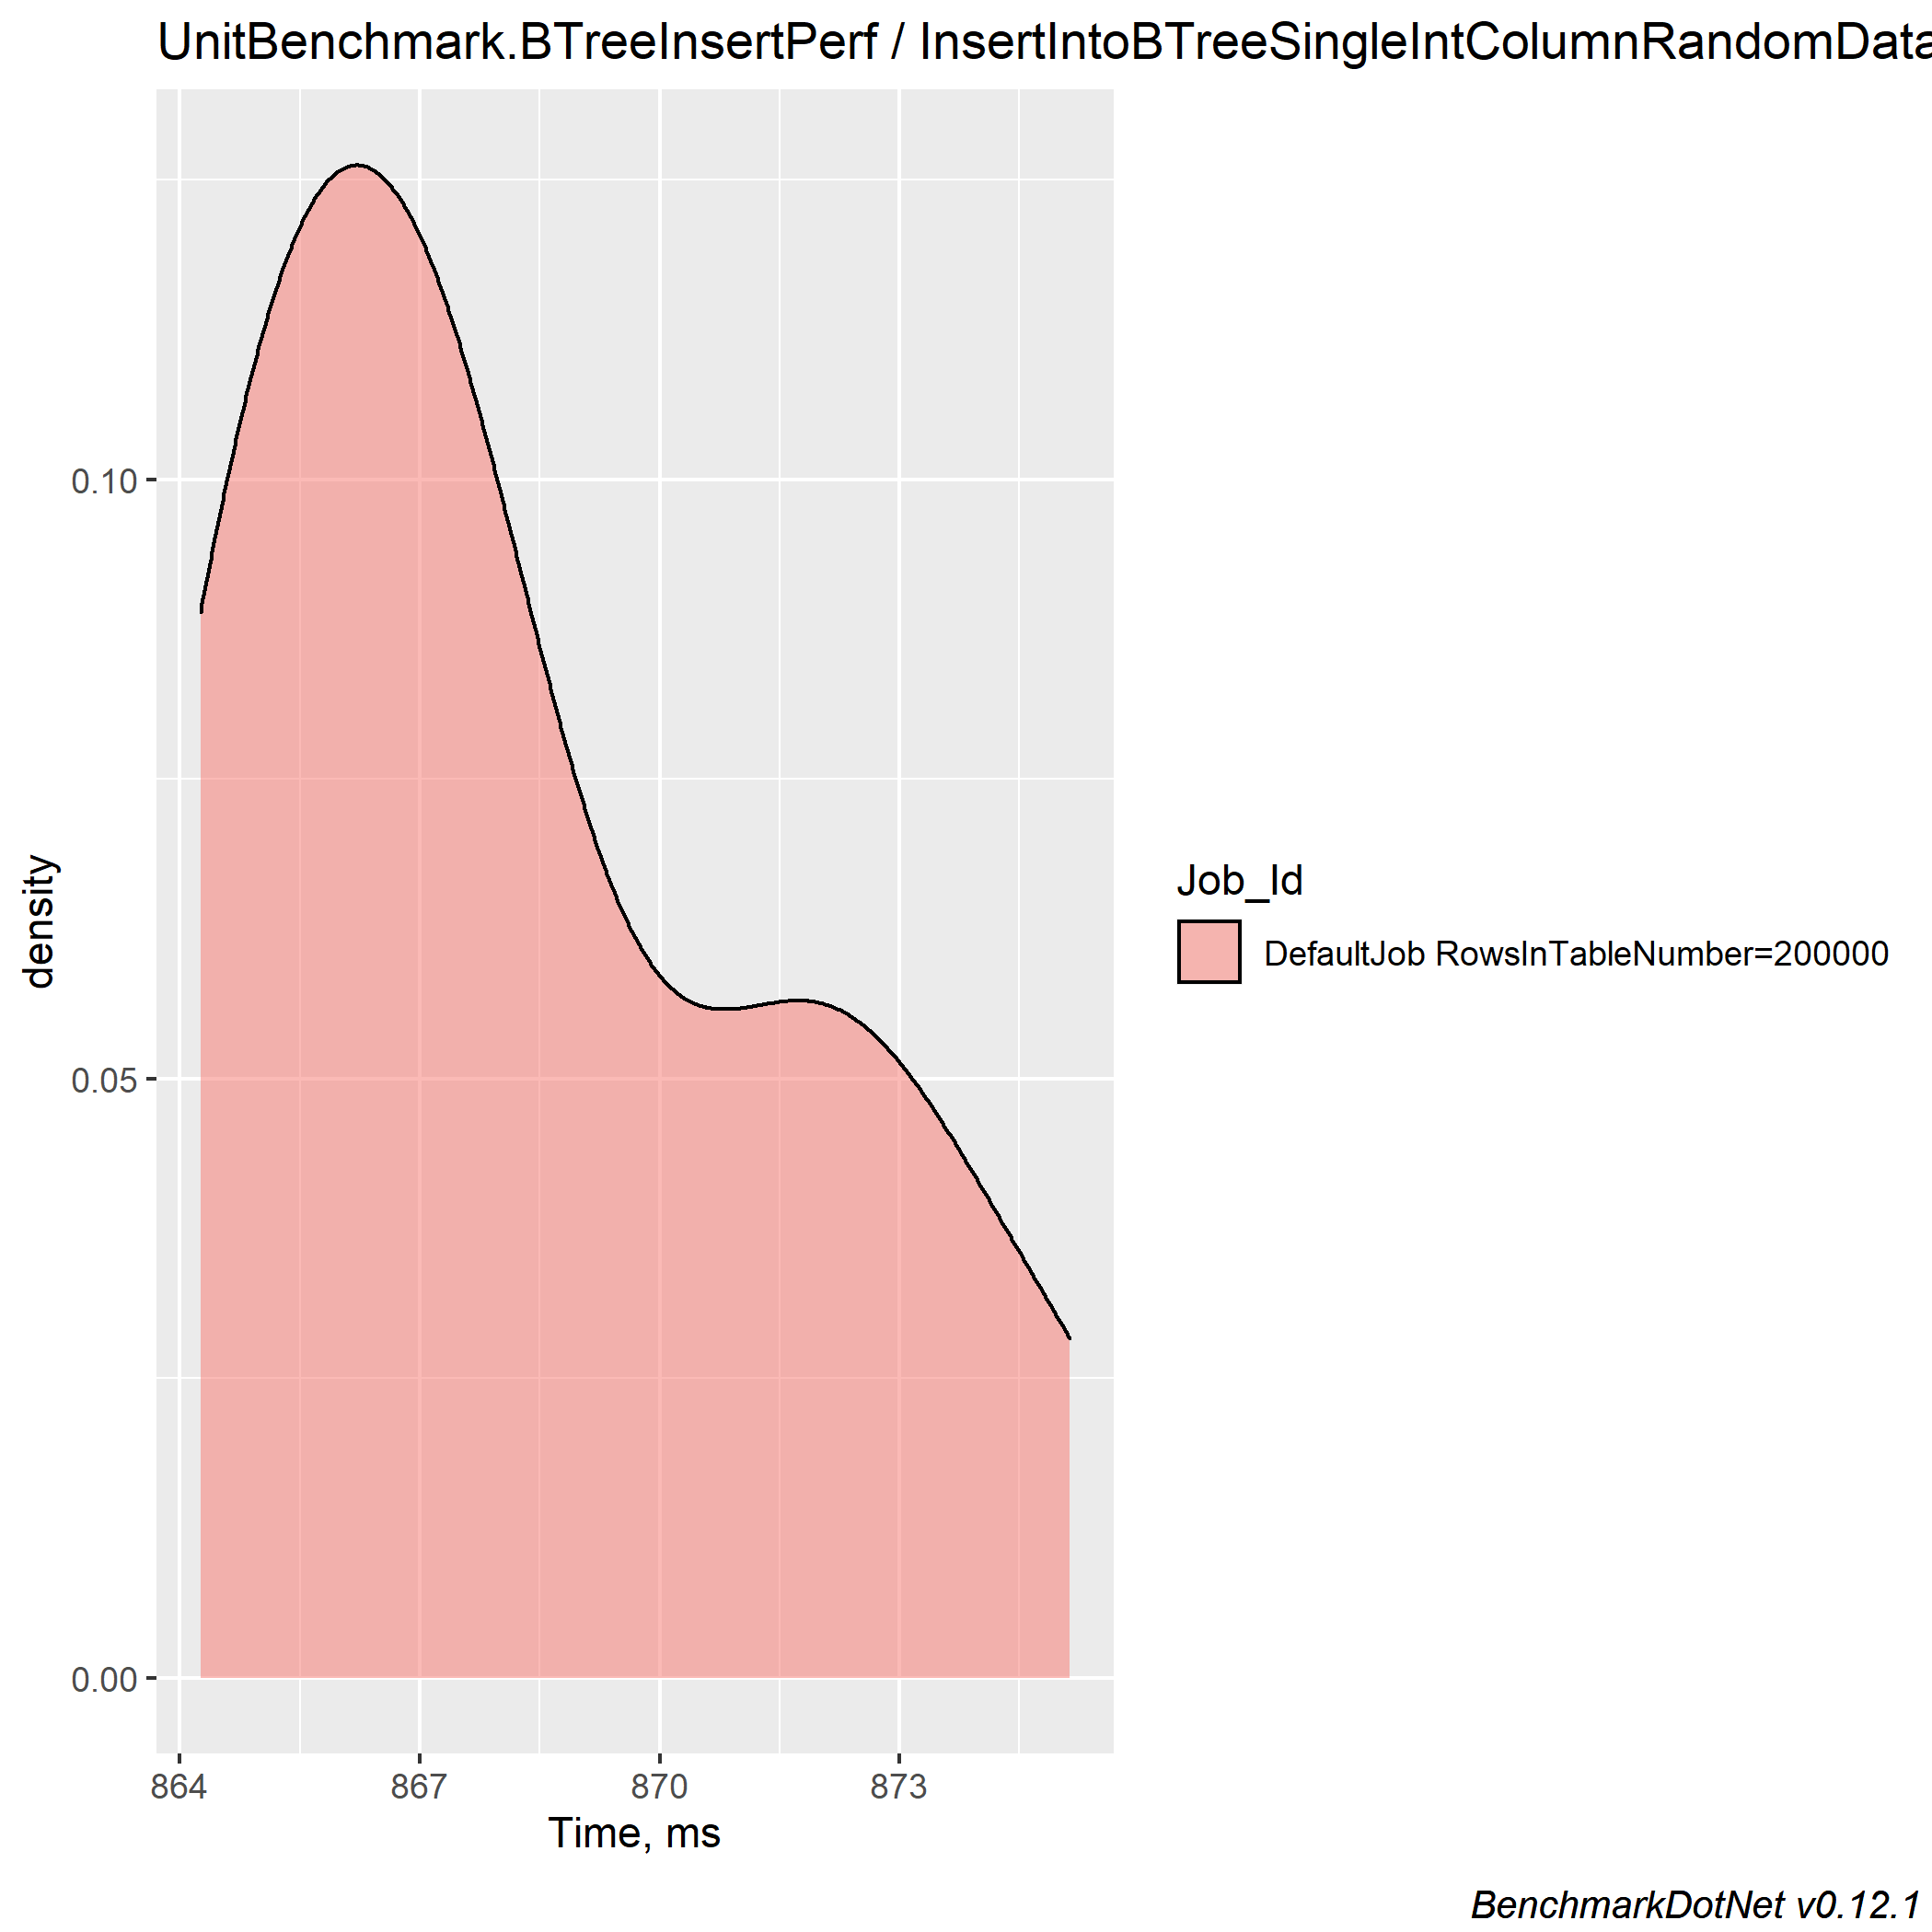 UnitBenchmark.BTreeInsertPerf / InsertIntoBTreeSingleIntColumnRandomData
density
0.10
0.05
0.00
864 867 870 873
Time, ms
Job_Id
DefaultJob RowsInTableNumber=200000
BenchmarkDotNet v0.12.1